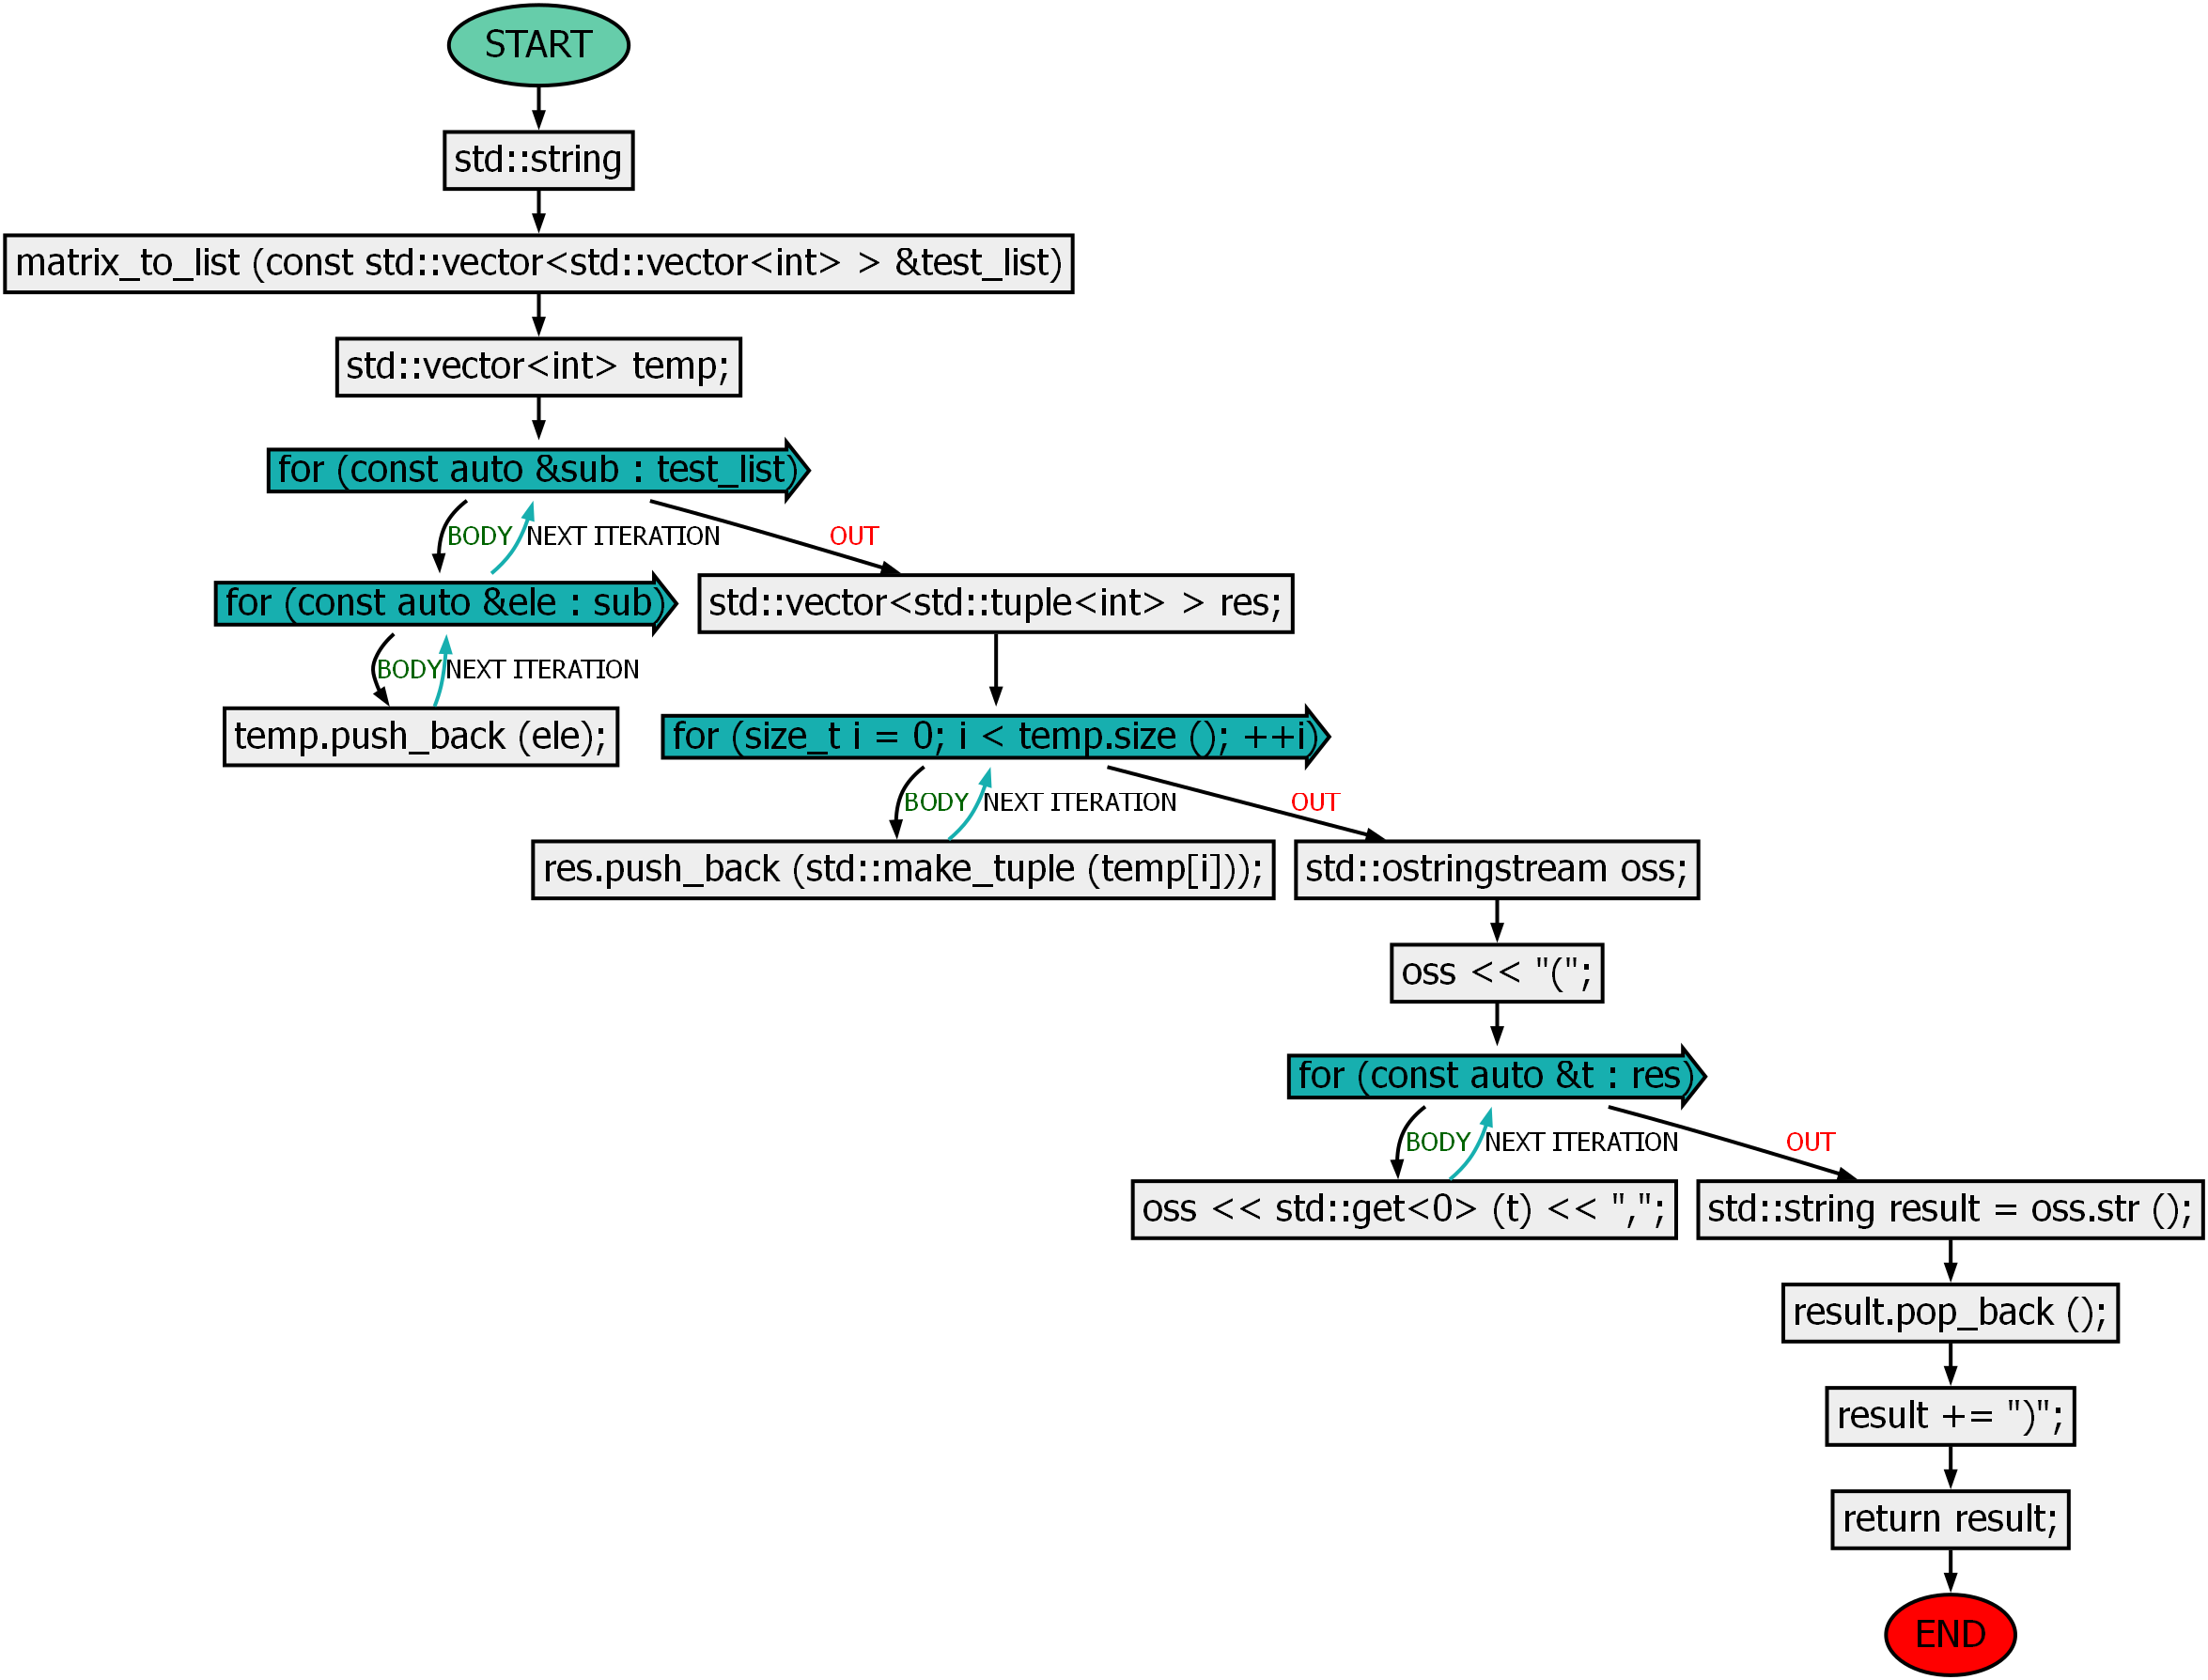 START
std::string
matrix_to_list (const std::vector<std::vector<int> > &test_list)
std::vector<int> temp;
for (const auto &sub : test_list)
BODY
NEXT ITERATION
OUT
for (const auto &ele : sub)
std::vector<std::tuple<int> > res;
BODY
NEXT ITERATION
temp.push_back (ele);
for (size_t i = 0; i < temp.size (); ++i)
BODY
NEXT ITERATION
OUT
res.push_back (std::make_tuple (temp[i]));
std::ostringstream oss;
oss << "(";
for (const auto &t : res)
BODY
NEXT ITERATION
OUT
oss << std::get<0> (t) << ",";
std::string result = oss.str ();
result.pop_back ();
result += ")";
return result;
END